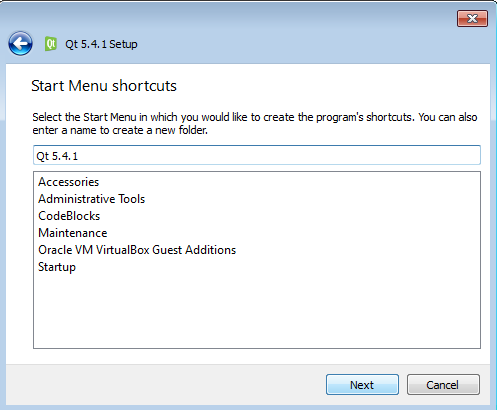 Qt 5.4.1 Setup
Start Menu shortcuts
Select the Start Menu in which you would like to create the program's shortcuts. You can also
enter a name to create a new folder.
Qt 5.4.1
Accessories
Administrative Tools
CodeBlocks
Maintenance
Oracle VM VirtualBox Guest Additions
Startup
Next Cancel